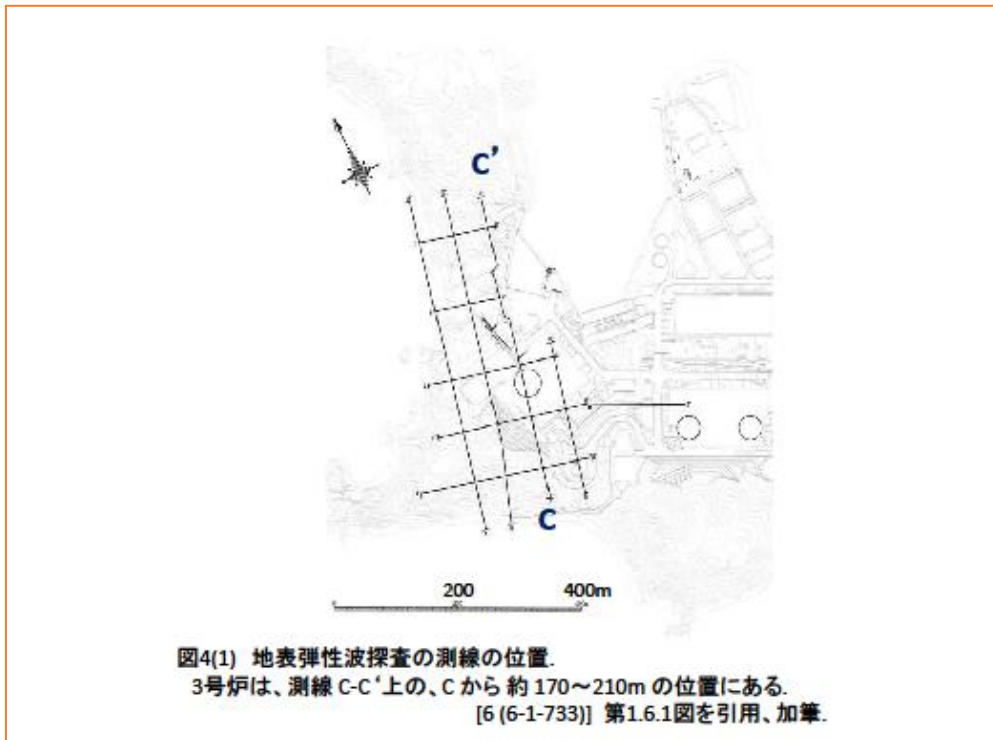 C’
C
200 400m
図4(1) 地表弾性波探査の測線の位置.
3号炉は、測線 C-C‘上の、Cから 約 170～210m の位置にある.
[6 (6-1-733)] 第1.6.1図を引用、加筆.